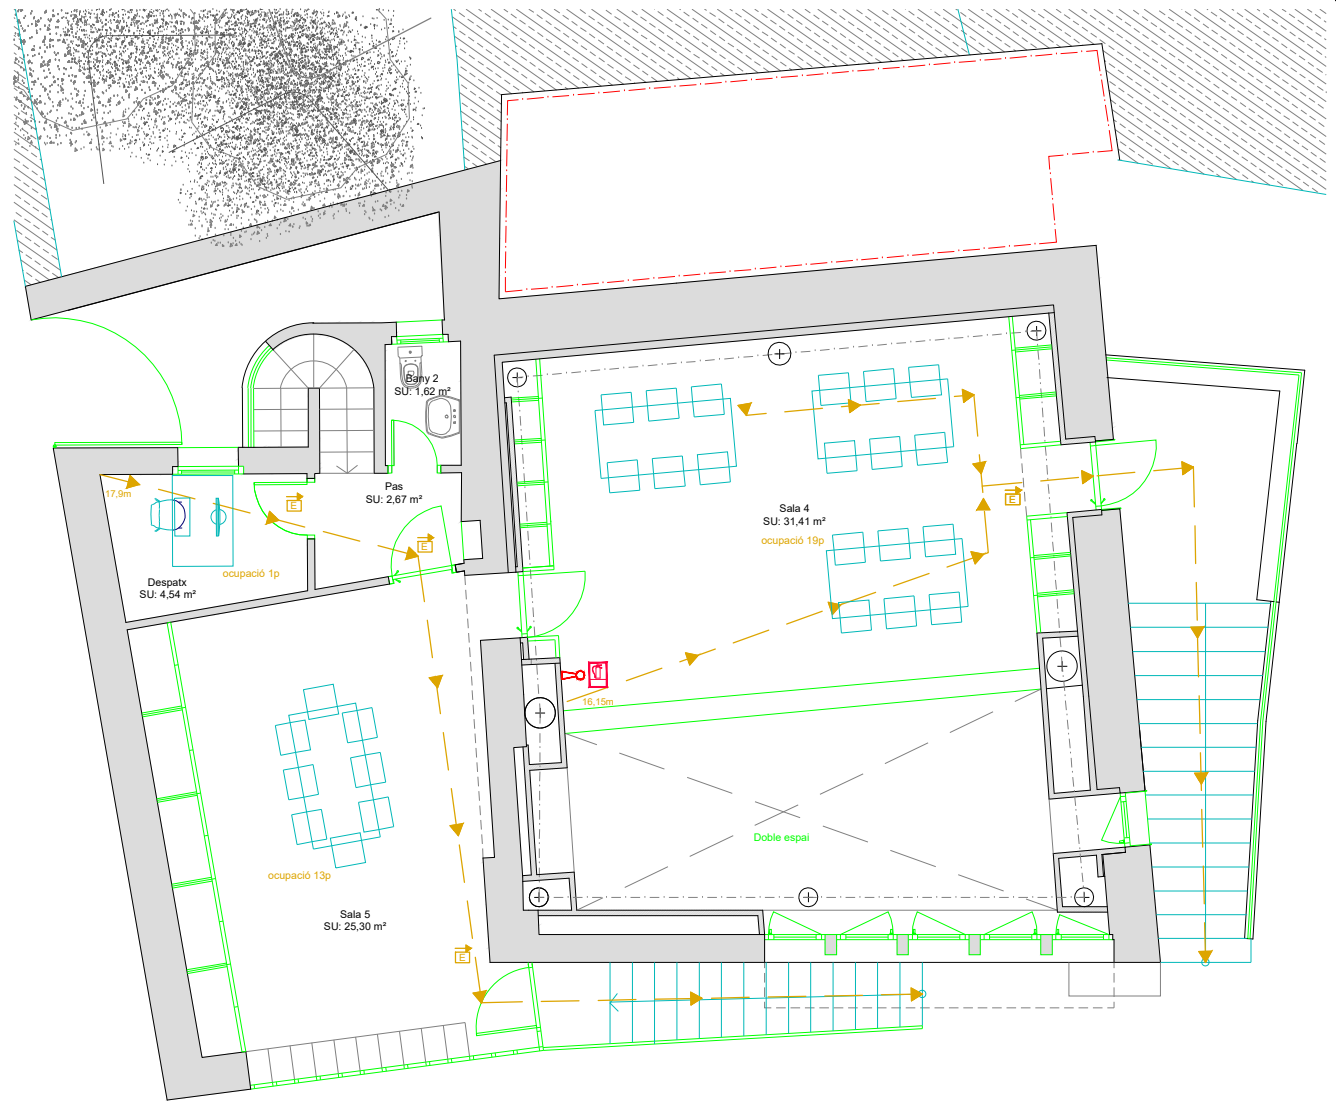 Bany 2
SU: 1,62 m²
Pas
SU: 2,67 m²
17,9m
E
E
ocupació 1p
Despatx
SU: 4,54 m²
Sala 4
SU: 31,41 m²
ocupació 19p
E
16,15m
Doble espai
ocupació 13p
Sala 5
SU: 25,30 m²
E